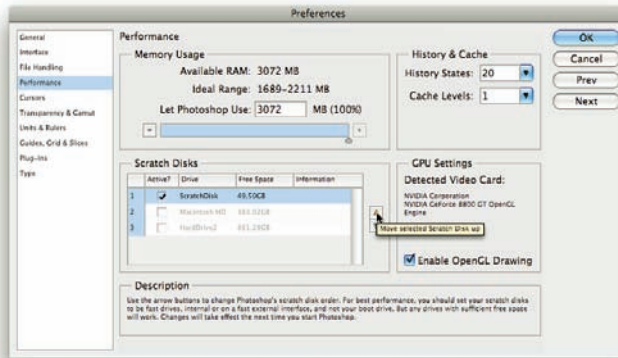 Preferences
General
Interface
File Handling
Performance
Cursors
Transparency & Gamut
Units & Rulers
Guides, Grid & Slices
Plug-Ins
Type
Performance
Memory Usage
Available RAM: 3072 MB
Ideal Range: 1689-2211 MB
Let Photoshop Use: 3072 MB (100%)
History & Cache
History States: 20
Cache Levels: 1
OK
Cancel
Prev
Next
Scratch Disks
Active? Drive Free Space Information
1 ScratchDisk 49.50GB
2 Macintosh HD
3 HardDrive2
Move selected Scratch Disk up
GPU Settings
Detected Video Card:
NVIDIA Corporation
NVIDIA GeForce 8800 GT OpenGL
Engine
Enable OpenGL Drawing
Description
Use the arrow buttons to change Photoshop's scratch disk order. For best performance, you should set your scratch disks
to be fast drives, internal or on a fast external interface, and not your boot drive. But any drives with sufficient free space
will work. Changes will take effect the next time you start Photoshop.